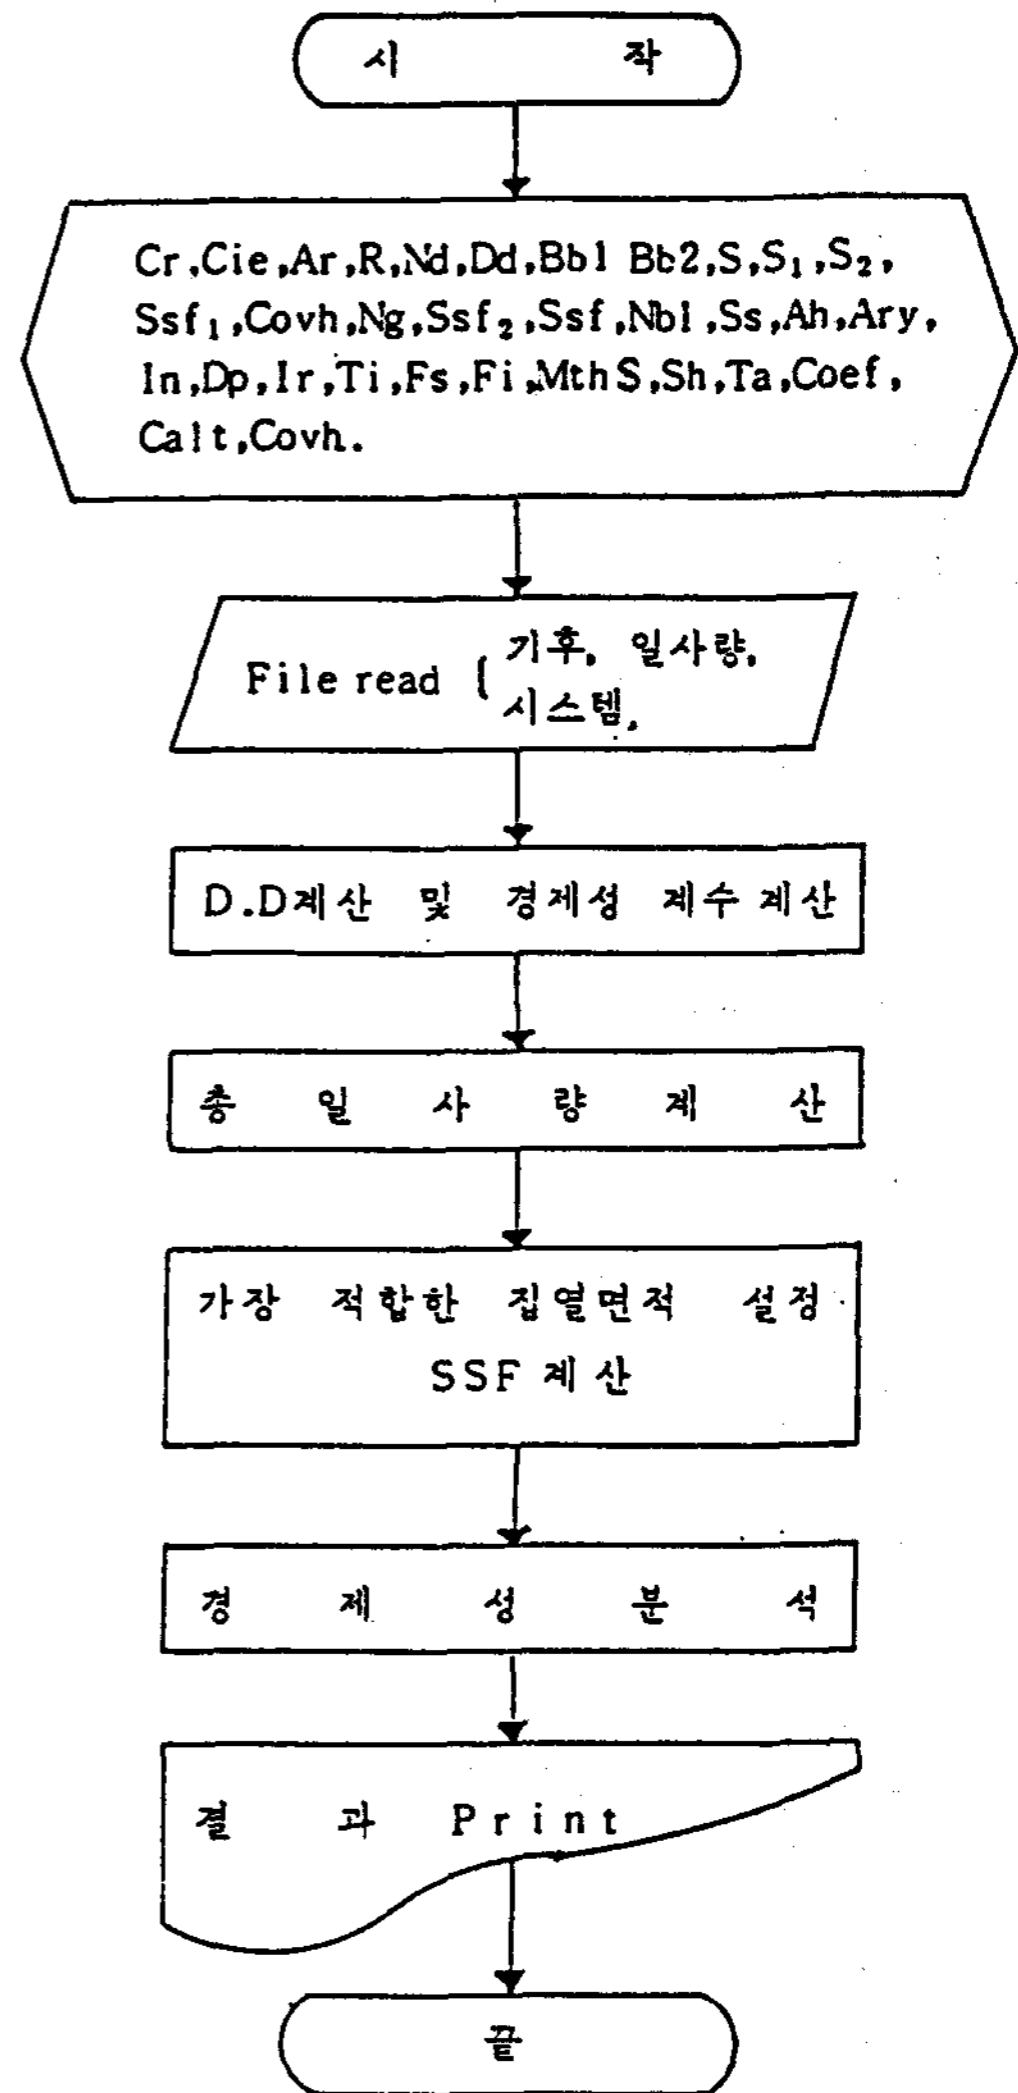 시 작
Cr,Cie,Ar,R,Nd,Dd,Bb1 Bb2,S,S₁,S₂,
Ssf₁,Covh,Ng,Ssf₂,Ssf,Nbl,Ss,Ah,Ary,
In,Dp,Ir,Ti,Fs,Fi,MthS,Sh,Ta,Coef,
Calt,Covh.
File read { 기후, 일사량,
시스템,
D.D계산 및 경제성 계수 계산
총 일 사 량 계 산
가장 적합한 집열면적 설정
SSF 계산
경 제 성 분 석
결 과 Print
끝